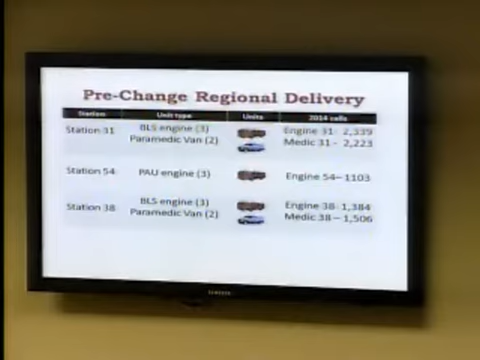 Pre-Change Regional Delivery
Station Unit type Units 2014 calls
Station 31 BLS engine (3) Engine 31- 2,339
Paramedic Van (2) Medic 31 - 2,223
Station 54 PAU engine (3) Engine 54– 1103
Station 38 BLS engine (3) Engine 38- 1,384
Paramedic Van (2) Medic 38 – 1,506
SAMSUNG